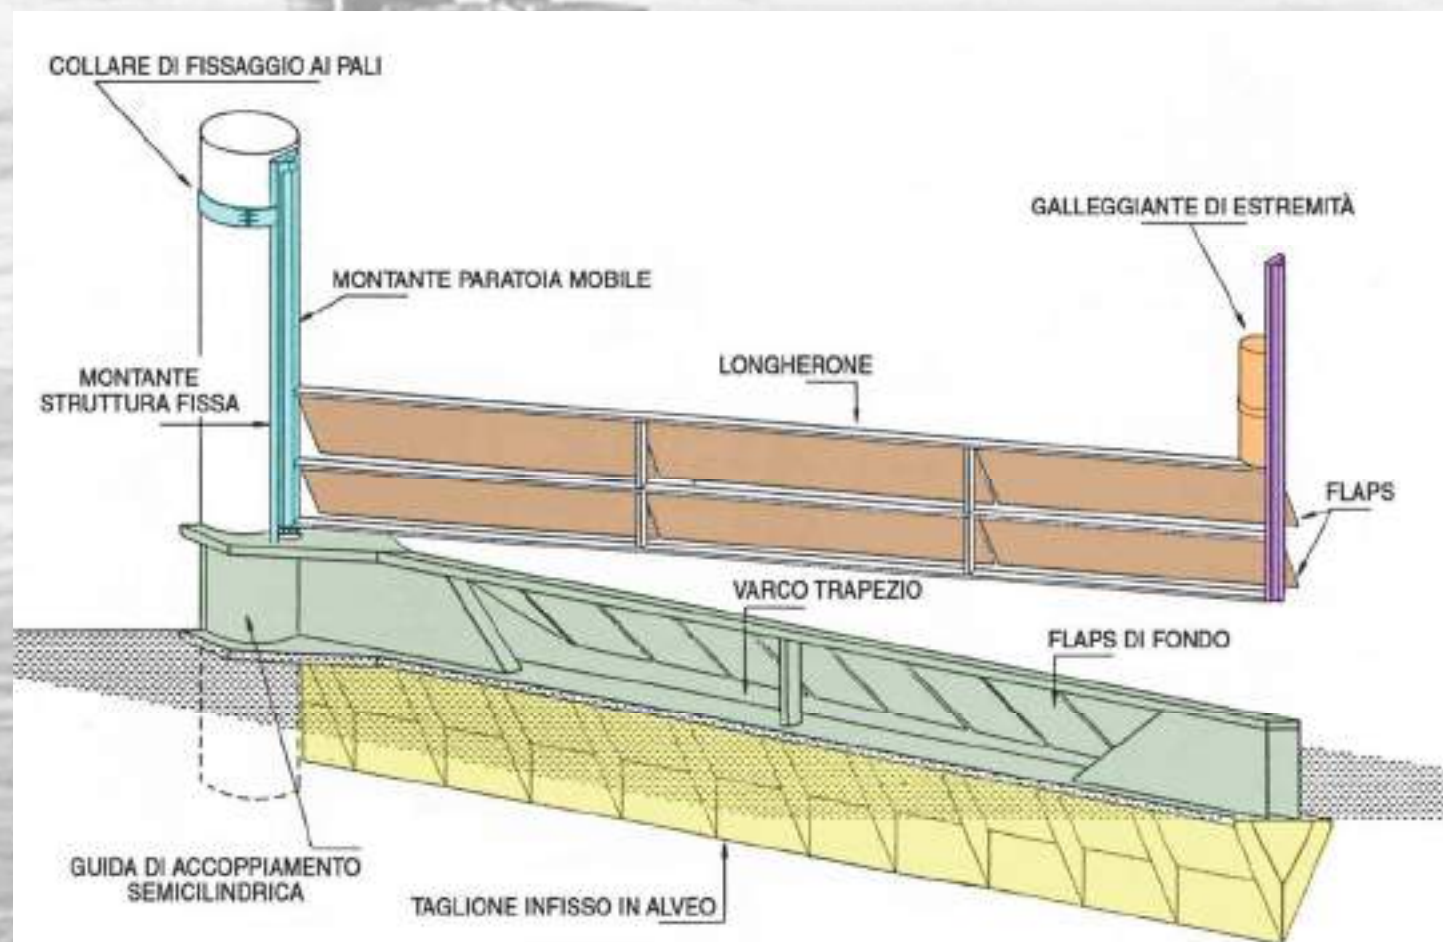 COLLARE DI FISSAGGIO AI PALI
GALLEGGIANTE DI ESTREMITÀ
MONTANTE PARATOIA MOBILE
LONGHERONE
MONTANTE
STRUTTURA FISSA
FLAPS
VARCO TRAPEZIO
FLAPS DI FONDO
GUIDA DI ACCOPPIAMENTO
SEMICILINDRICA
TAGLIONE INFISSO IN ALVEO